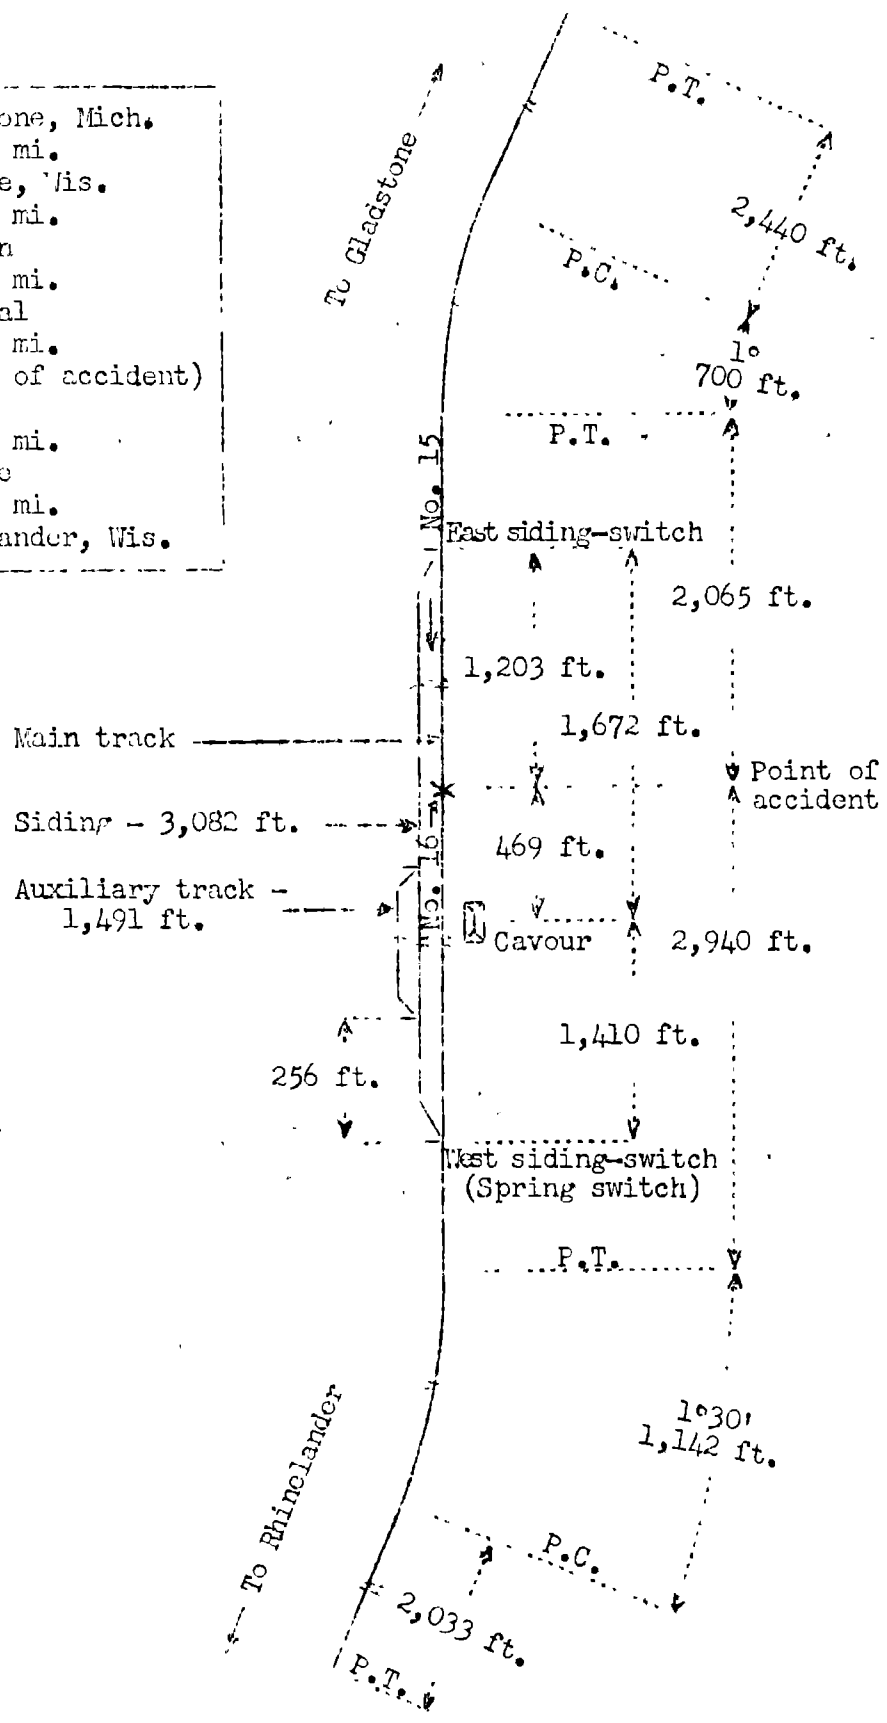 one, Mich.
mi.
e, Wis.
mi.
n
mi.
al
mi.
of accident)
mi.
e
mi.
ander, Wis.
To Gladstone
P.T.
2,440 ft.
P.C.
1°
700 ft.
P.T.
No. 15
East siding-switch
2,065 ft.
1,203 ft.
1,672 ft.
Main track
Point of
accident
Siding - 3,082 ft.
469 ft.
No. 16
Auxiliary track -
1,491 ft.
Cavour
2,940 ft.
1,410 ft.
256 ft.
West siding-switch
(Spring switch)
P.T.
1°30'
1,142 ft.
To Rhinelander
P.C.
2,033 ft.
P.T.